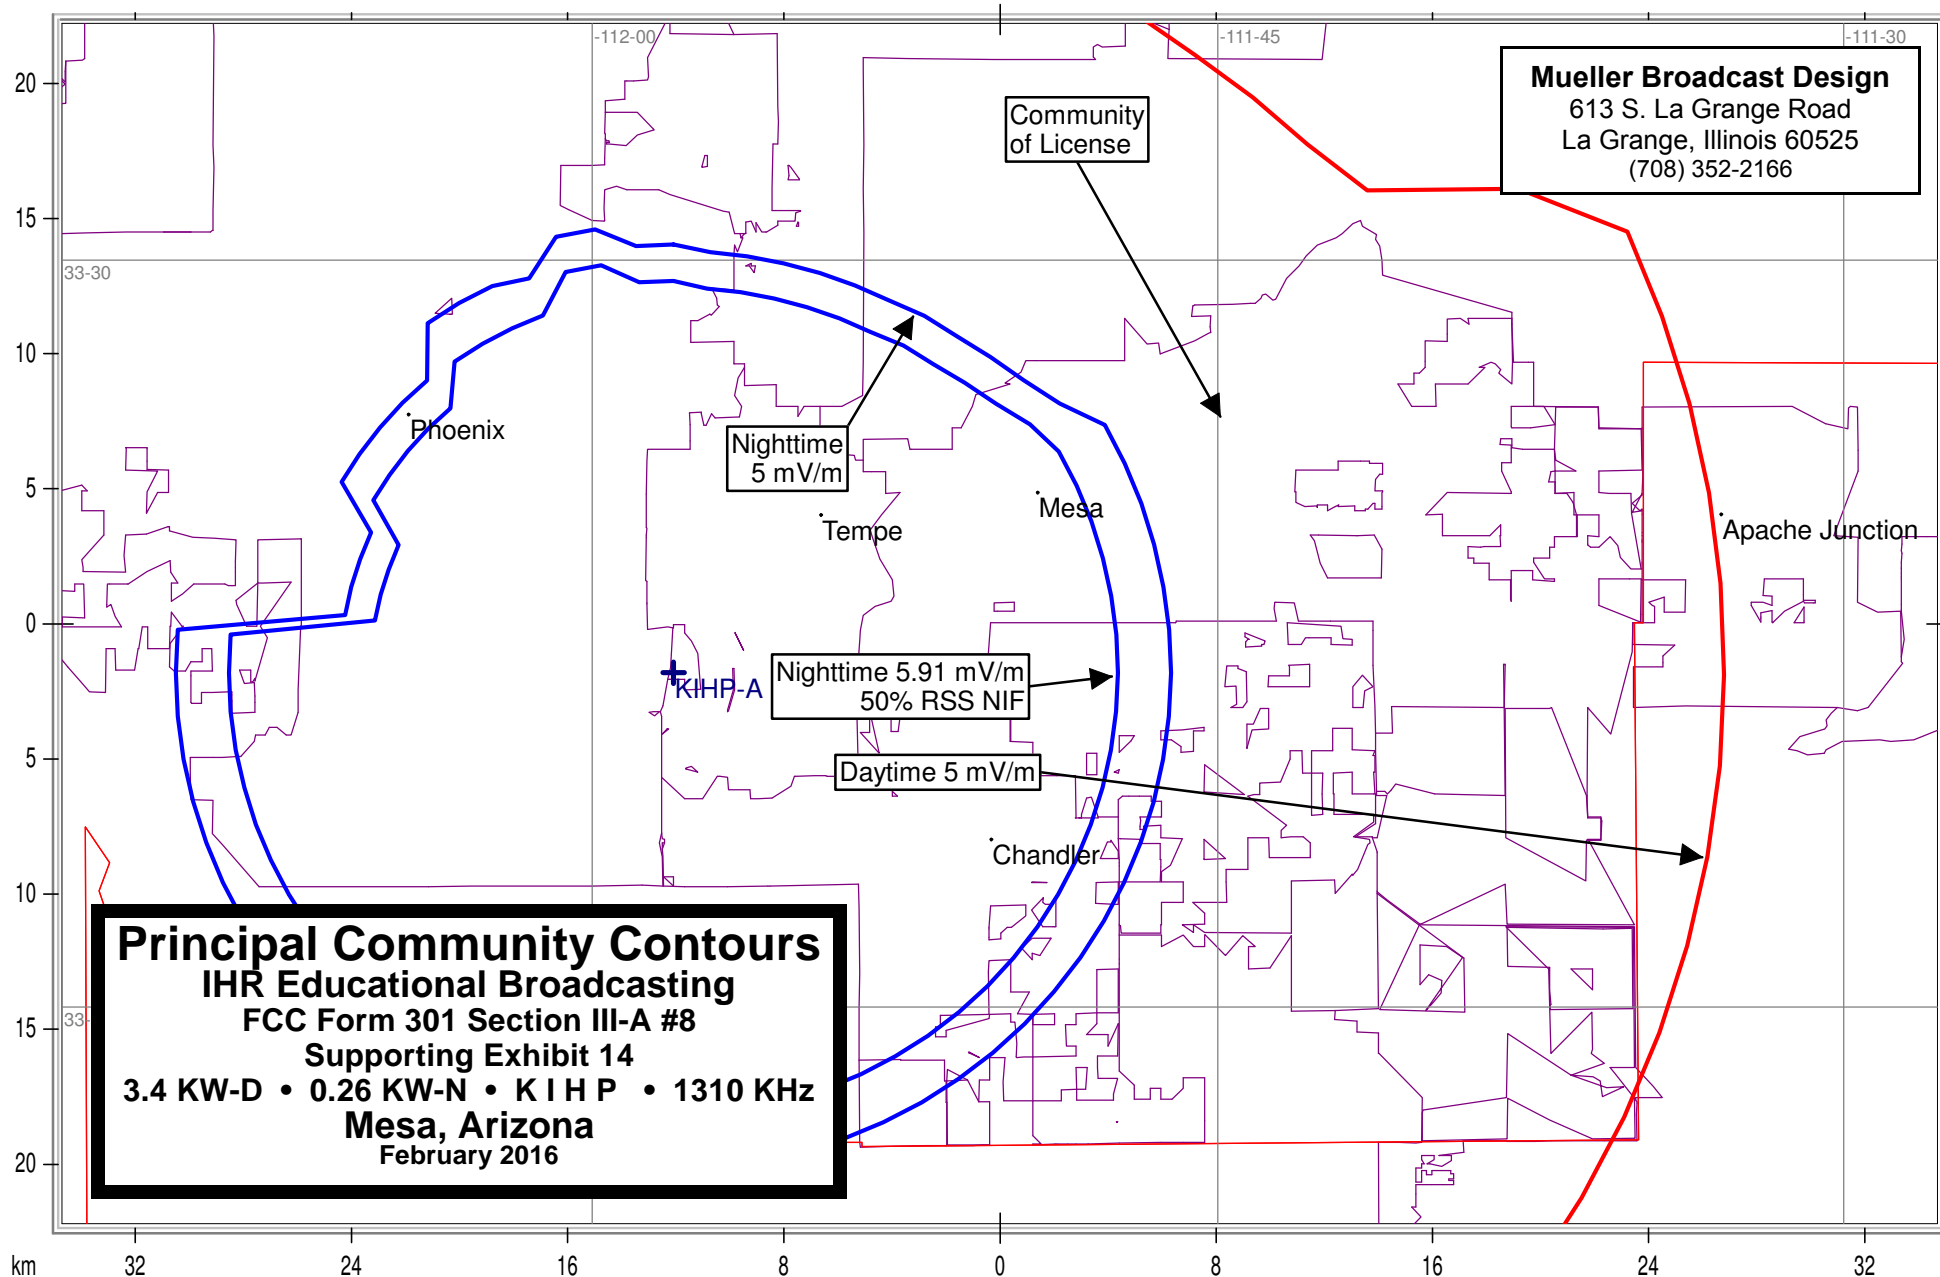 -112-00
-111-45
-111-30
20
15
10
5
0
5
10
15
20
33-30
33-
Mueller Broadcast Design
613 S. La Grange Road
La Grange, Illinois 60525
(708) 352-2166
Community
of License
Phoenix
Nighttime
5 mV/m
Tempe
Mesa
Apache Junction
KIHP-A
Nighttime 5.91 mV/m
50% RSS NIF
Daytime 5 mV/m
Chandler
Principal Community Contours
IHR Educational Broadcasting
FCC Form 301 Section III-A #8
Supporting Exhibit 14
3.4 KW-D • 0.26 KW-N • K I H P • 1310 KHz
Mesa, Arizona
February 2016
km 32 24 16 8 0 8 16 24 32